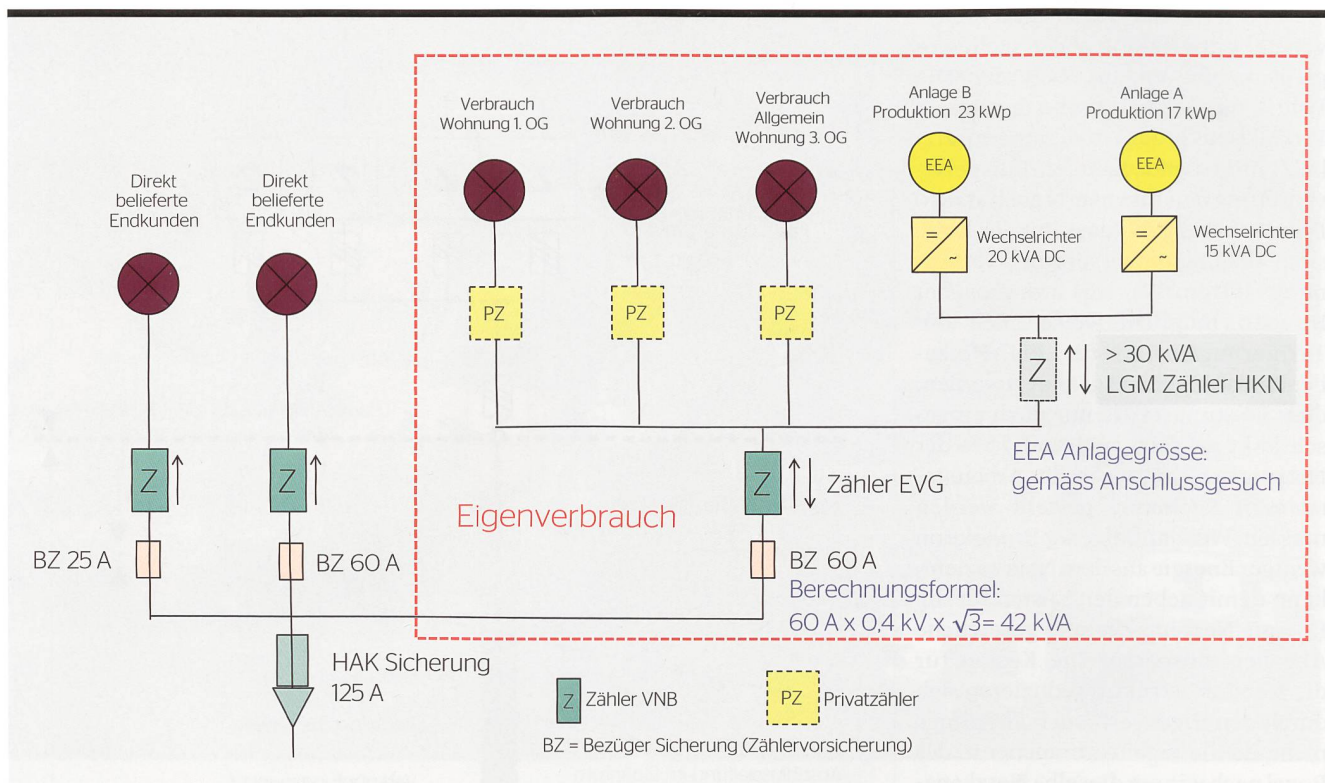 Verbrauch
Wohnung 1. OG
Verbrauch
Wohnung 2. OG
Verbrauch
Allgemein
Wohnung 3. OG
Anlage B
Produktion 23 kWp
Anlage A
Produktion 17 kWp
EEA
EEA
Direkt
belieferte
Endkunden
Direkt
belieferte
Endkunden
=
~
Wechselrichter
20 kVA DC
=
~
Wechselrichter
15 kVA DC
PZ
PZ
PZ
Z
> 30 kVA
LGM Zähler HKN
Z
Z
Z
Zähler EVG
EEA Anlagegrösse:
gemäss Anschlussgesuch
Eigenverbrauch
BZ 25 A
BZ 60 A
BZ 60 A
Berechnungsformel:
60 A x 0,4 kV x √3= 42 kVA
HAK Sicherung
125 A
Z
Zähler VNB
PZ
Privatzähler
BZ = Bezüger Sicherung (Zählervorsicherung)